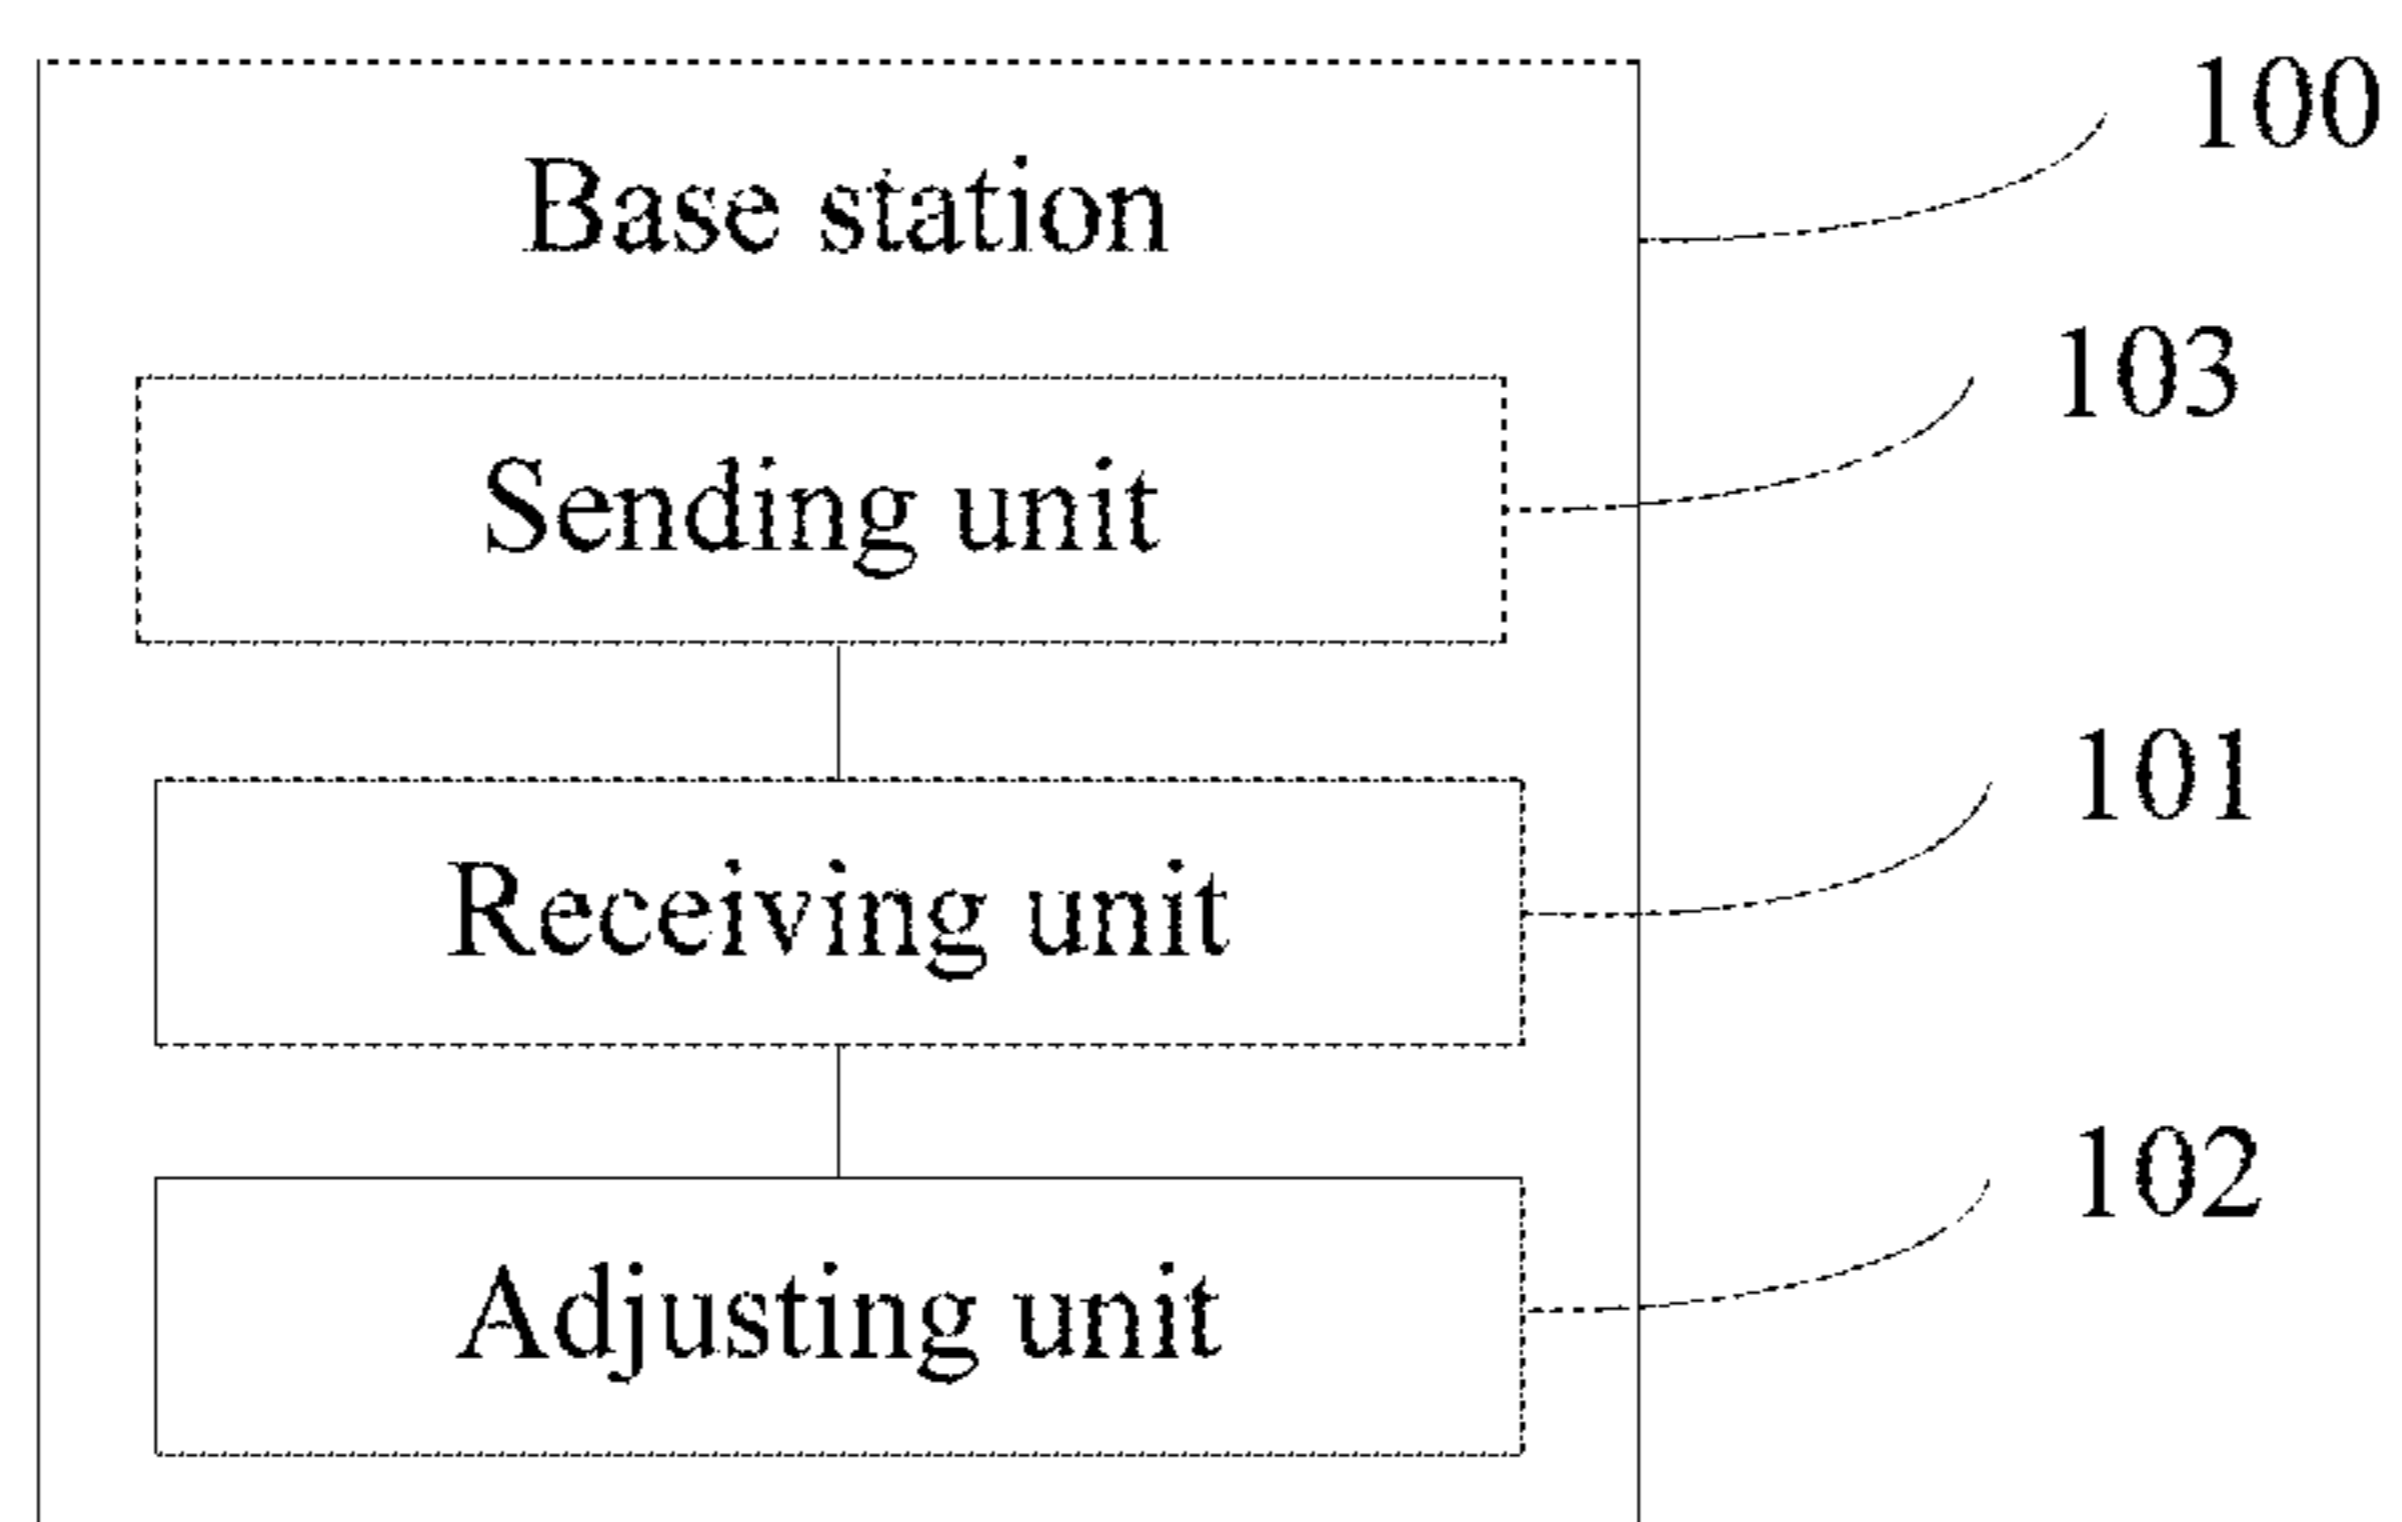 100
Base station
103
Sending unit
101
Receiving unit
102
Adjusting unit